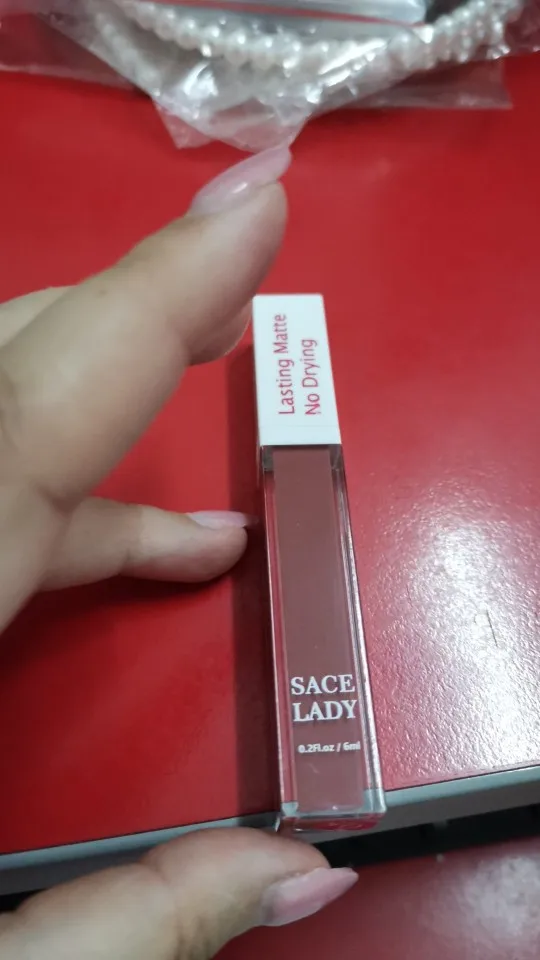 Lasting Matte
No Drying
SACE
LADY
0.2Fl.oz / 6ml